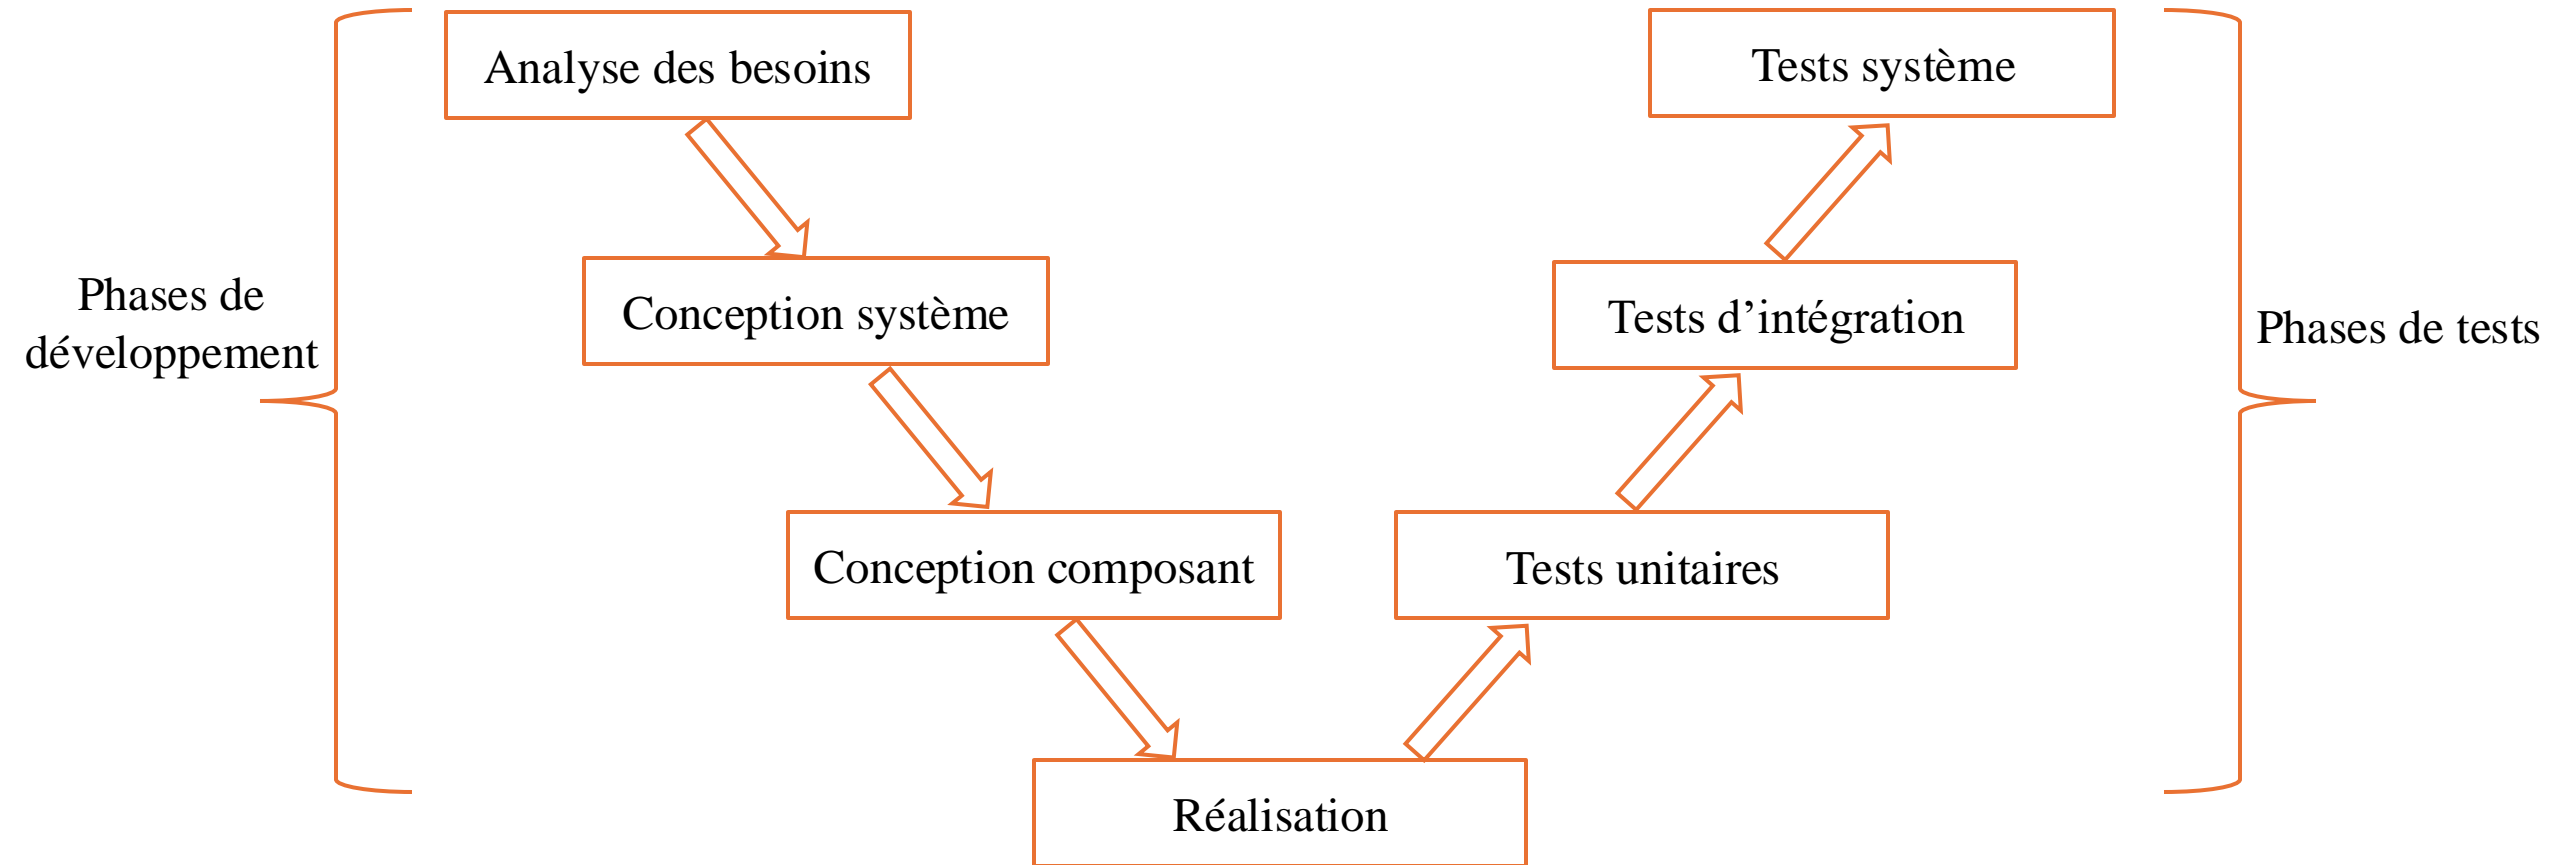 Analyse des besoins
Tests système
Phases de
développement
Conception système
Tests d’intégration
Phases de tests
Conception composant
Tests unitaires
Réalisation